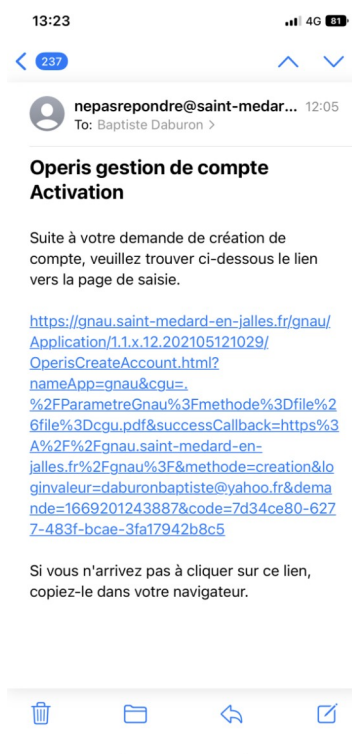 13:23
4G 81
237
nepasrepondre@saint-medar... 12:05
To: Baptiste Daburon >
Operis gestion de compte
Activation
Suite à votre demande de création de
compte, veuillez trouver ci-dessous le lien
vers la page de saisie.
https://gnau.saint-medard-en-jalles.fr/gnau/
Application/1.1.x.12.202105121029/
OperisCreateAccount.html?
nameApp=gnau&cgu=.
%2FParametreGnau%3Fmethode%3Dfile%2
6file%3Dcgu.pdf&successCallback=https%3
A%2F%2Fgnau.saint-medard-en-
jalles.fr%2Fgnau%3F&methode=creation&lo
ginvaleur=daburonbaptiste@yahoo.fr&dema
nde=1669201243887&code=7d34ce80-627
7-483f-bcae-3fa17942b8c5
Si vous n'arrivez pas à cliquer sur ce lien,
copiez-le dans votre navigateur.